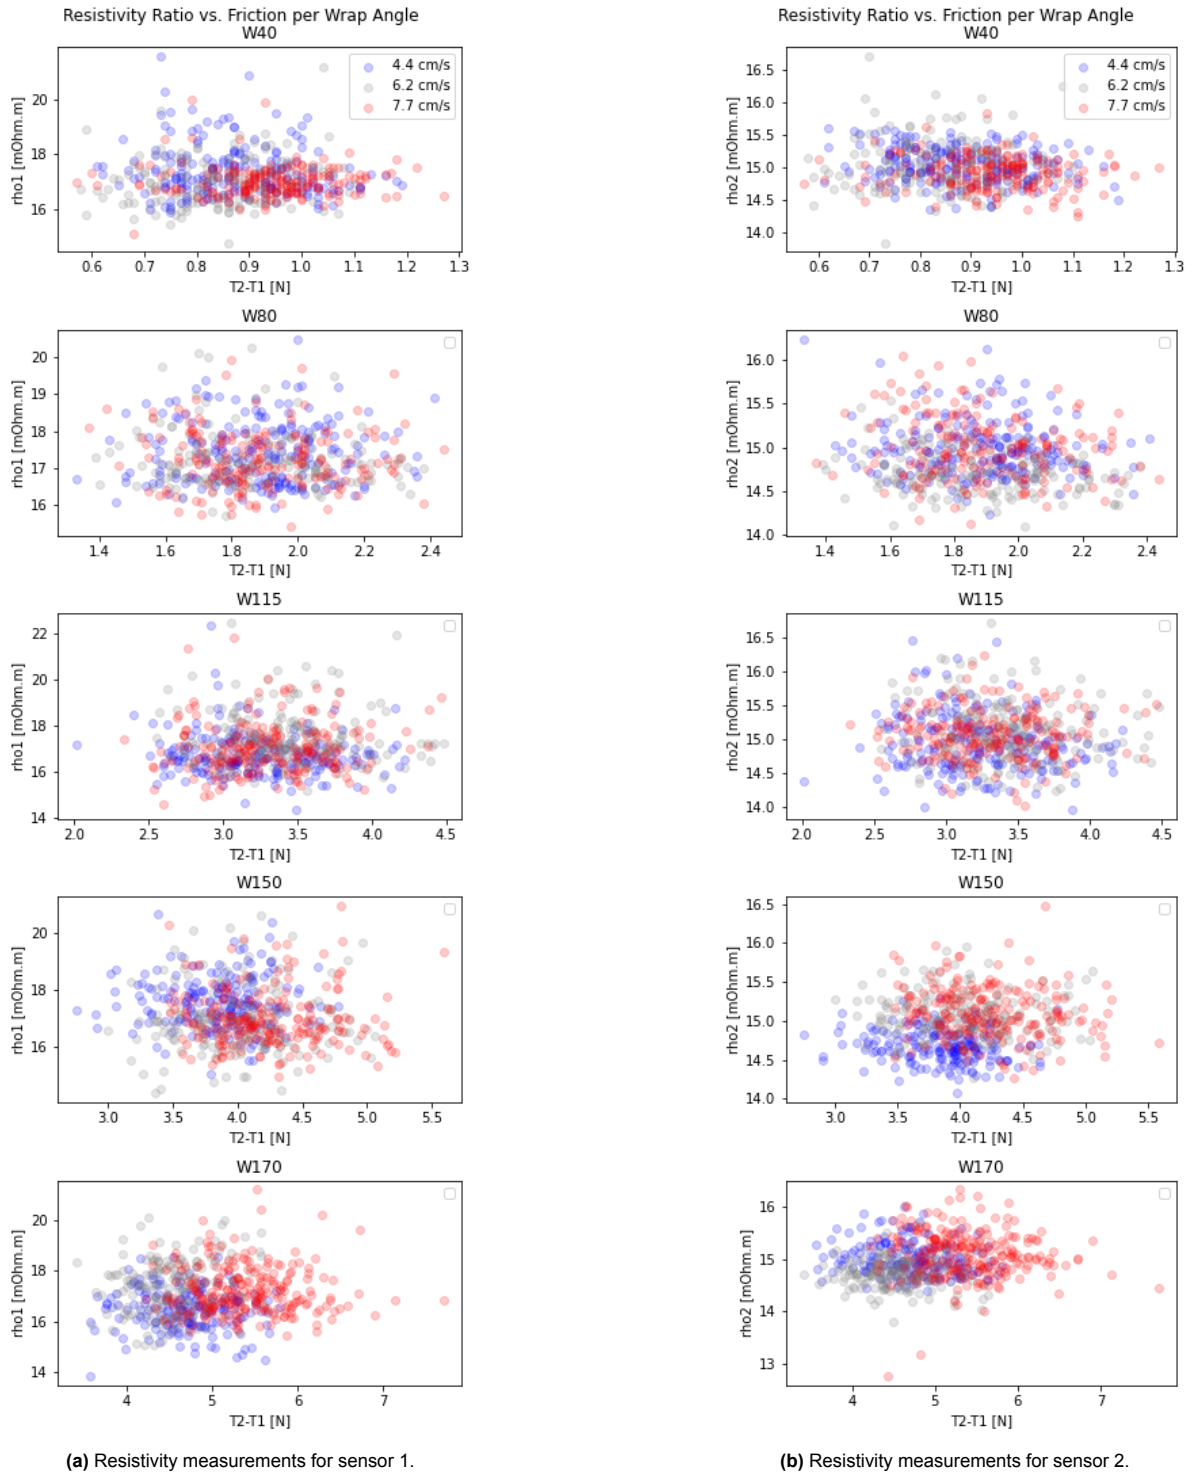 Resistivity Ratio vs. Friction per Wrap Angle
W40
4.4 cm/s
6.2 cm/s
7.7 cm/s
20
18
16
rho1 [mOhm.m]
0.6 0.7 0.8 0.9 1.0 1.1 1.2 1.3
T2-T1 [N]
W80
20
19
18
17
16
rho1 [mOhm.m]
1.4 1.6 1.8 2.0 2.2 2.4
T2-T1 [N]
W115
22
20
18
16
14
rho1 [mOhm.m]
2.0 2.5 3.0 3.5 4.0 4.5
T2-T1 [N]
W150
20
18
16
rho1 [mOhm.m]
3.0 3.5 4.0 4.5 5.0 5.5
T2-T1 [N]
W170
20
18
16
14
rho1 [mOhm.m]
4 5 6 7
T2-T1 [N]
(a) Resistivity measurements for sensor 1.
Resistivity Ratio vs. Friction per Wrap Angle
W40
4.4 cm/s
6.2 cm/s
7.7 cm/s
16.5
16.0
15.5
15.0
14.5
14.0
rho2 [mOhm.m]
0.6 0.7 0.8 0.9 1.0 1.1 1.2 1.3
T2-T1 [N]
W80
16.0
15.5
15.0
14.5
14.0
rho2 [mOhm.m]
1.4 1.6 1.8 2.0 2.2 2.4
T2-T1 [N]
W115
16.5
16.0
15.5
15.0
14.5
14.0
rho2 [mOhm.m]
2.0 2.5 3.0 3.5 4.0 4.5
T2-T1 [N]
W150
16.5
16.0
15.5
15.0
14.5
14.0
rho2 [mOhm.m]
3.0 3.5 4.0 4.5 5.0 5.5
T2-T1 [N]
W170
16
15
14
13
rho2 [mOhm.m]
4 5 6 7
T2-T1 [N]
(b) Resistivity measurements for sensor 2.